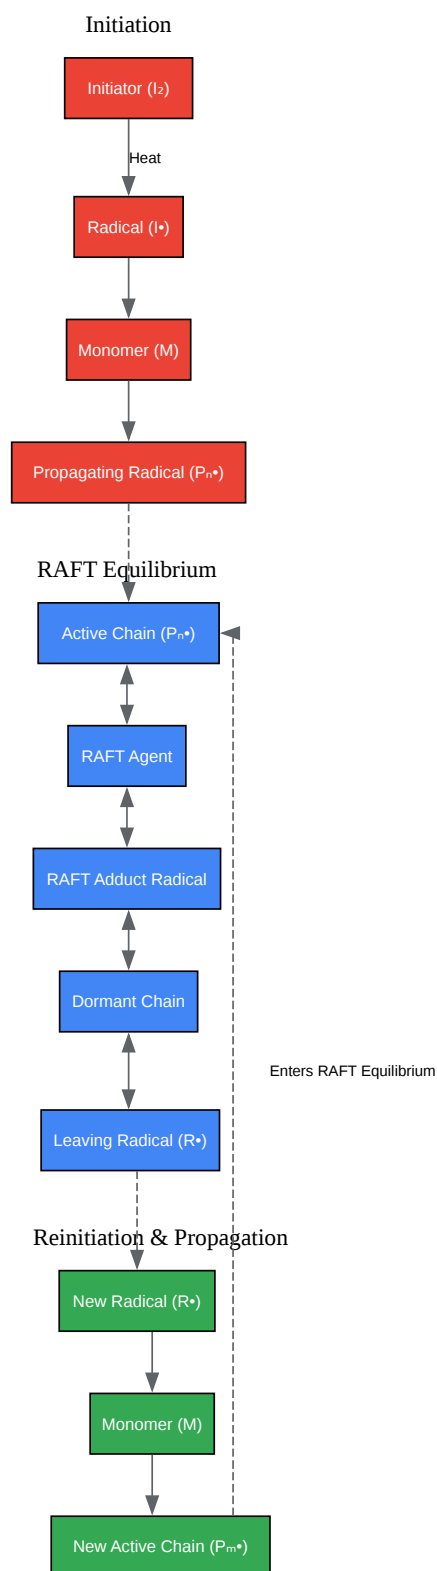 Initiation
Initiator (I₂)
Heat
Radical (I•)
Monomer (M)
Propagating Radical (Pₙ•)
RAFT Equilibrium
Active Chain (Pₙ•)
RAFT Agent
RAFT Adduct Radical
Dormant Chain
Enters RAFT Equilibrium
Leaving Radical (R•)
Reinitiation & Propagation
New Radical (R•)
Monomer (M)
New Active Chain (Pₘ•)